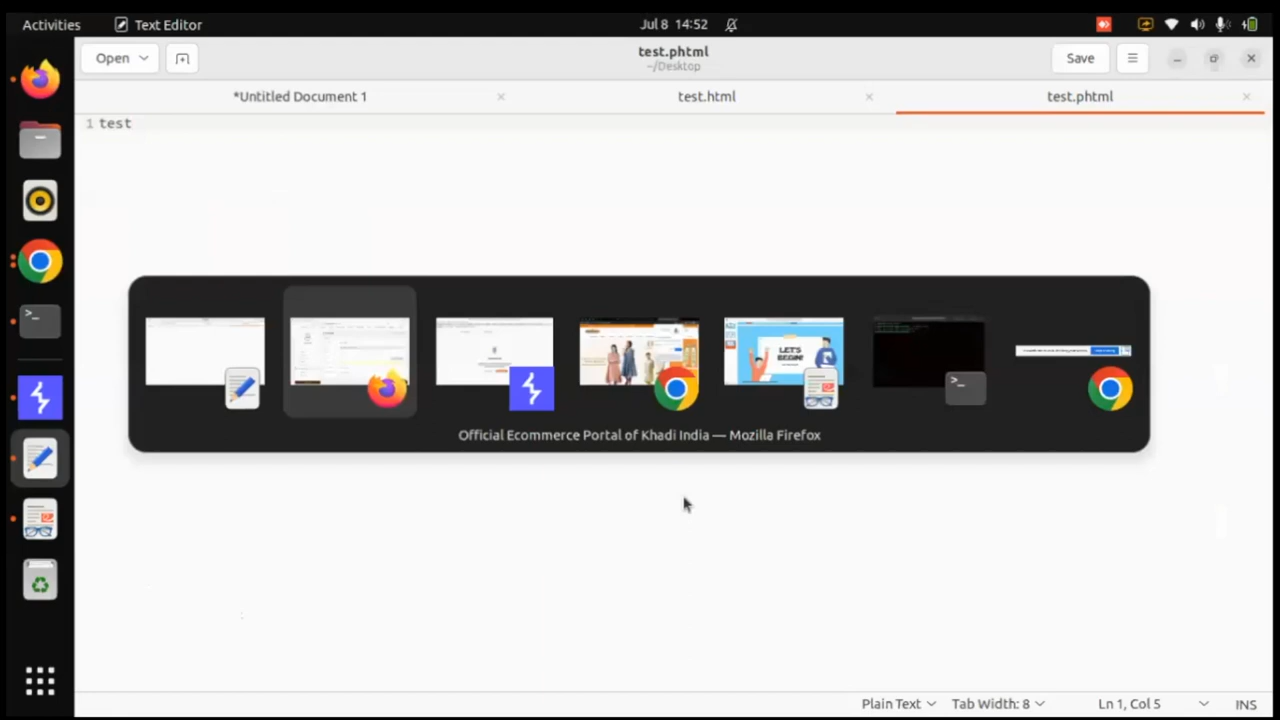 Activities Text Editor Jul 8 14:52
Open test.phtml Save
~/Desktop
*Untitled Document 1 test.html test.phtml
1 test
LET'S
BEGIN!
Official Ecommerce Portal of Khadi India — Mozilla Firefox
Plain Text Tab Width: 8 Ln 1, Col 5 INS